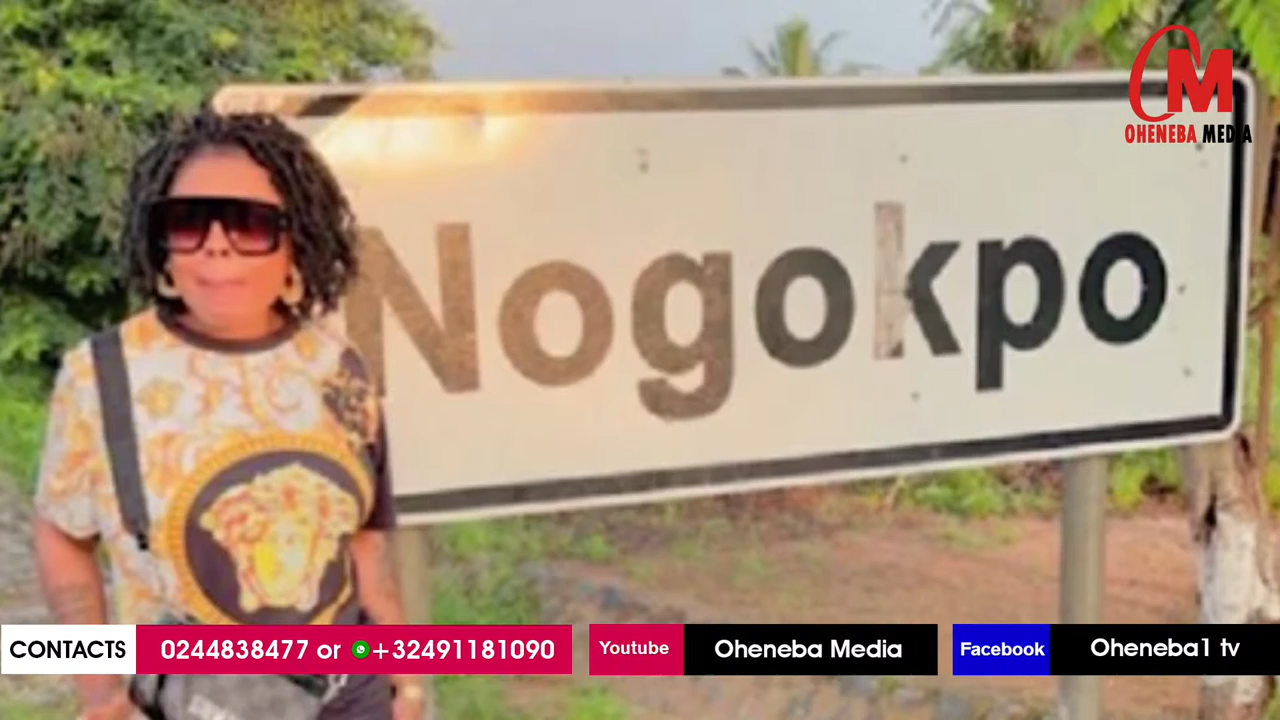 M
OHENEBA MEDIA
Nogokpo
CONTACTS
0244838477 or +32491181090
Youtube
Oheneba Media
Facebook
Oheneba1 tv